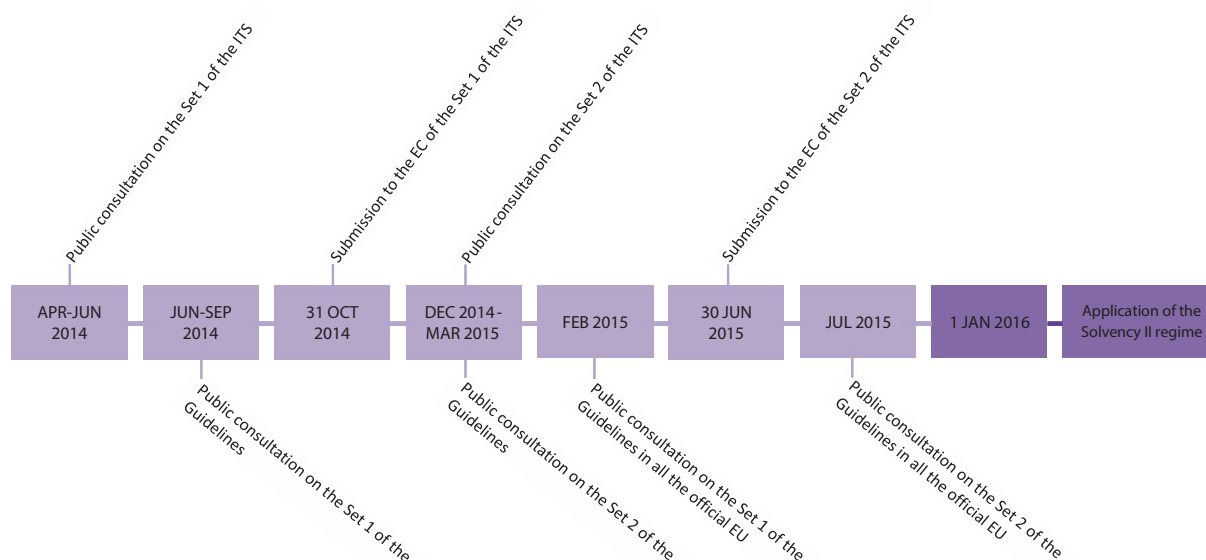 Public consultation on the Set 1 of the ITS
Submission to the EC of the Set 1 of the ITS
Public consultation on the Set 2 of the ITS
Submission to the EC of the Set 2 of the ITS
APR-JUN
2014
JUN-SEP
2014
31 OCT
2014
DEC 2014-
MAR 2015
FEB 2015
30 JUN
2015
JUL 2015
1 JAN 2016
Application of the
Solvency II regime
Public consultation on the Set 1 of the
Guidelines
Public consultation on the Set 2 of the
Guidelines
Public consultation on the Set 1 of the
Guidelines in all the official EU
Public consultation on the Set 2 of the
Guidelines in all the official EU